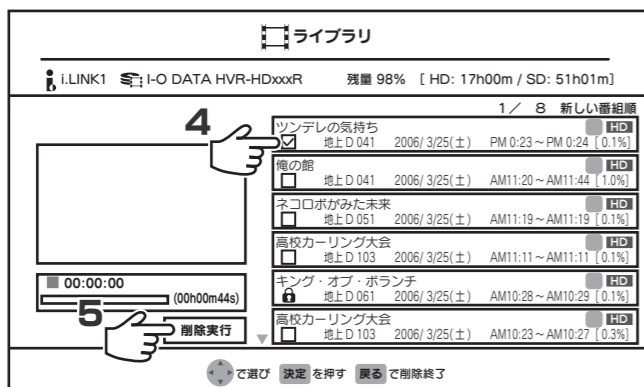 ライブラリ
i.LINK1 I-O DATA HVR-HDxxxR 残量 98% [ HD: 17h00m / SD: 51h01m]
1／ 8 新しい番組順
4
ツンデレの気持ち HD
地上D 041 2006/ 3/25(土) PM 0:23～PM 0:24 [ 0.1%]
俺の館 HD
地上D 041 2006/ 3/25(土) AM11:20～AM11:44 [ 1.0%]
ネコロボがみた未来 HD
地上D 051 2006/ 3/25(土) AM11:19～AM11:19 [ 0.1%]
高校カーリング大会 HD
地上D 103 2006/ 3/25(土) AM11:11～AM11:11 [ 0.1%]
キング・オブ・ボランチ HD
地上D 061 2006/ 3/25(土) AM10:28～AM10:29 [ 0.1%]
高校カーリング大会 HD
地上D 103 2006/ 3/25(土) AM10:23～AM10:27 [ 0.3%]
00:00:00
(00h00m44s)
5
削除実行
で選び 決定 を押す 戻る で削除終了